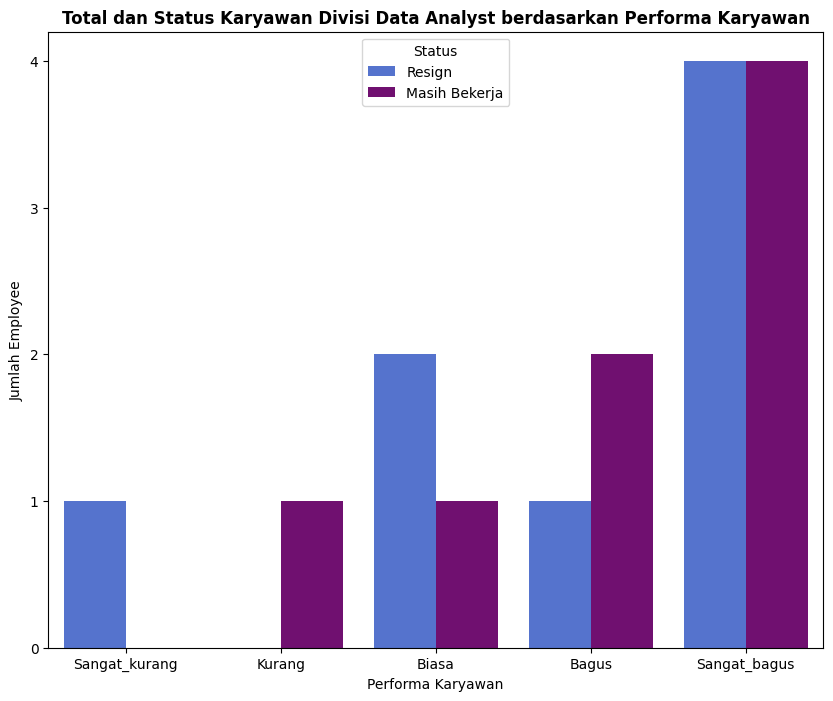 Total dan Status Karyawan Divisi Data Analyst berdasarkan Performa Karyawan
Status
Resign
Masih Bekerja
Jumlah Employee
4
3
2
1
0
Sangat_kurang
Kurang
Biasa
Bagus
Sangat_bagus
Performa Karyawan